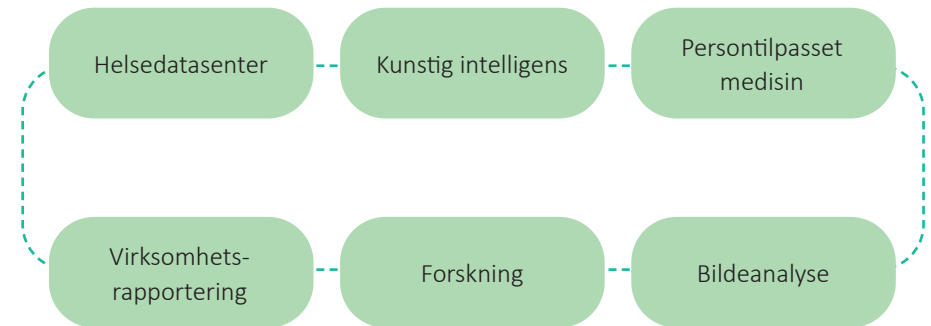 Helsedatasenter
Kunstig intelligens
Persontilpasset
medisin
Virksomhets-
rapportering
Forskning
Bildeanalyse